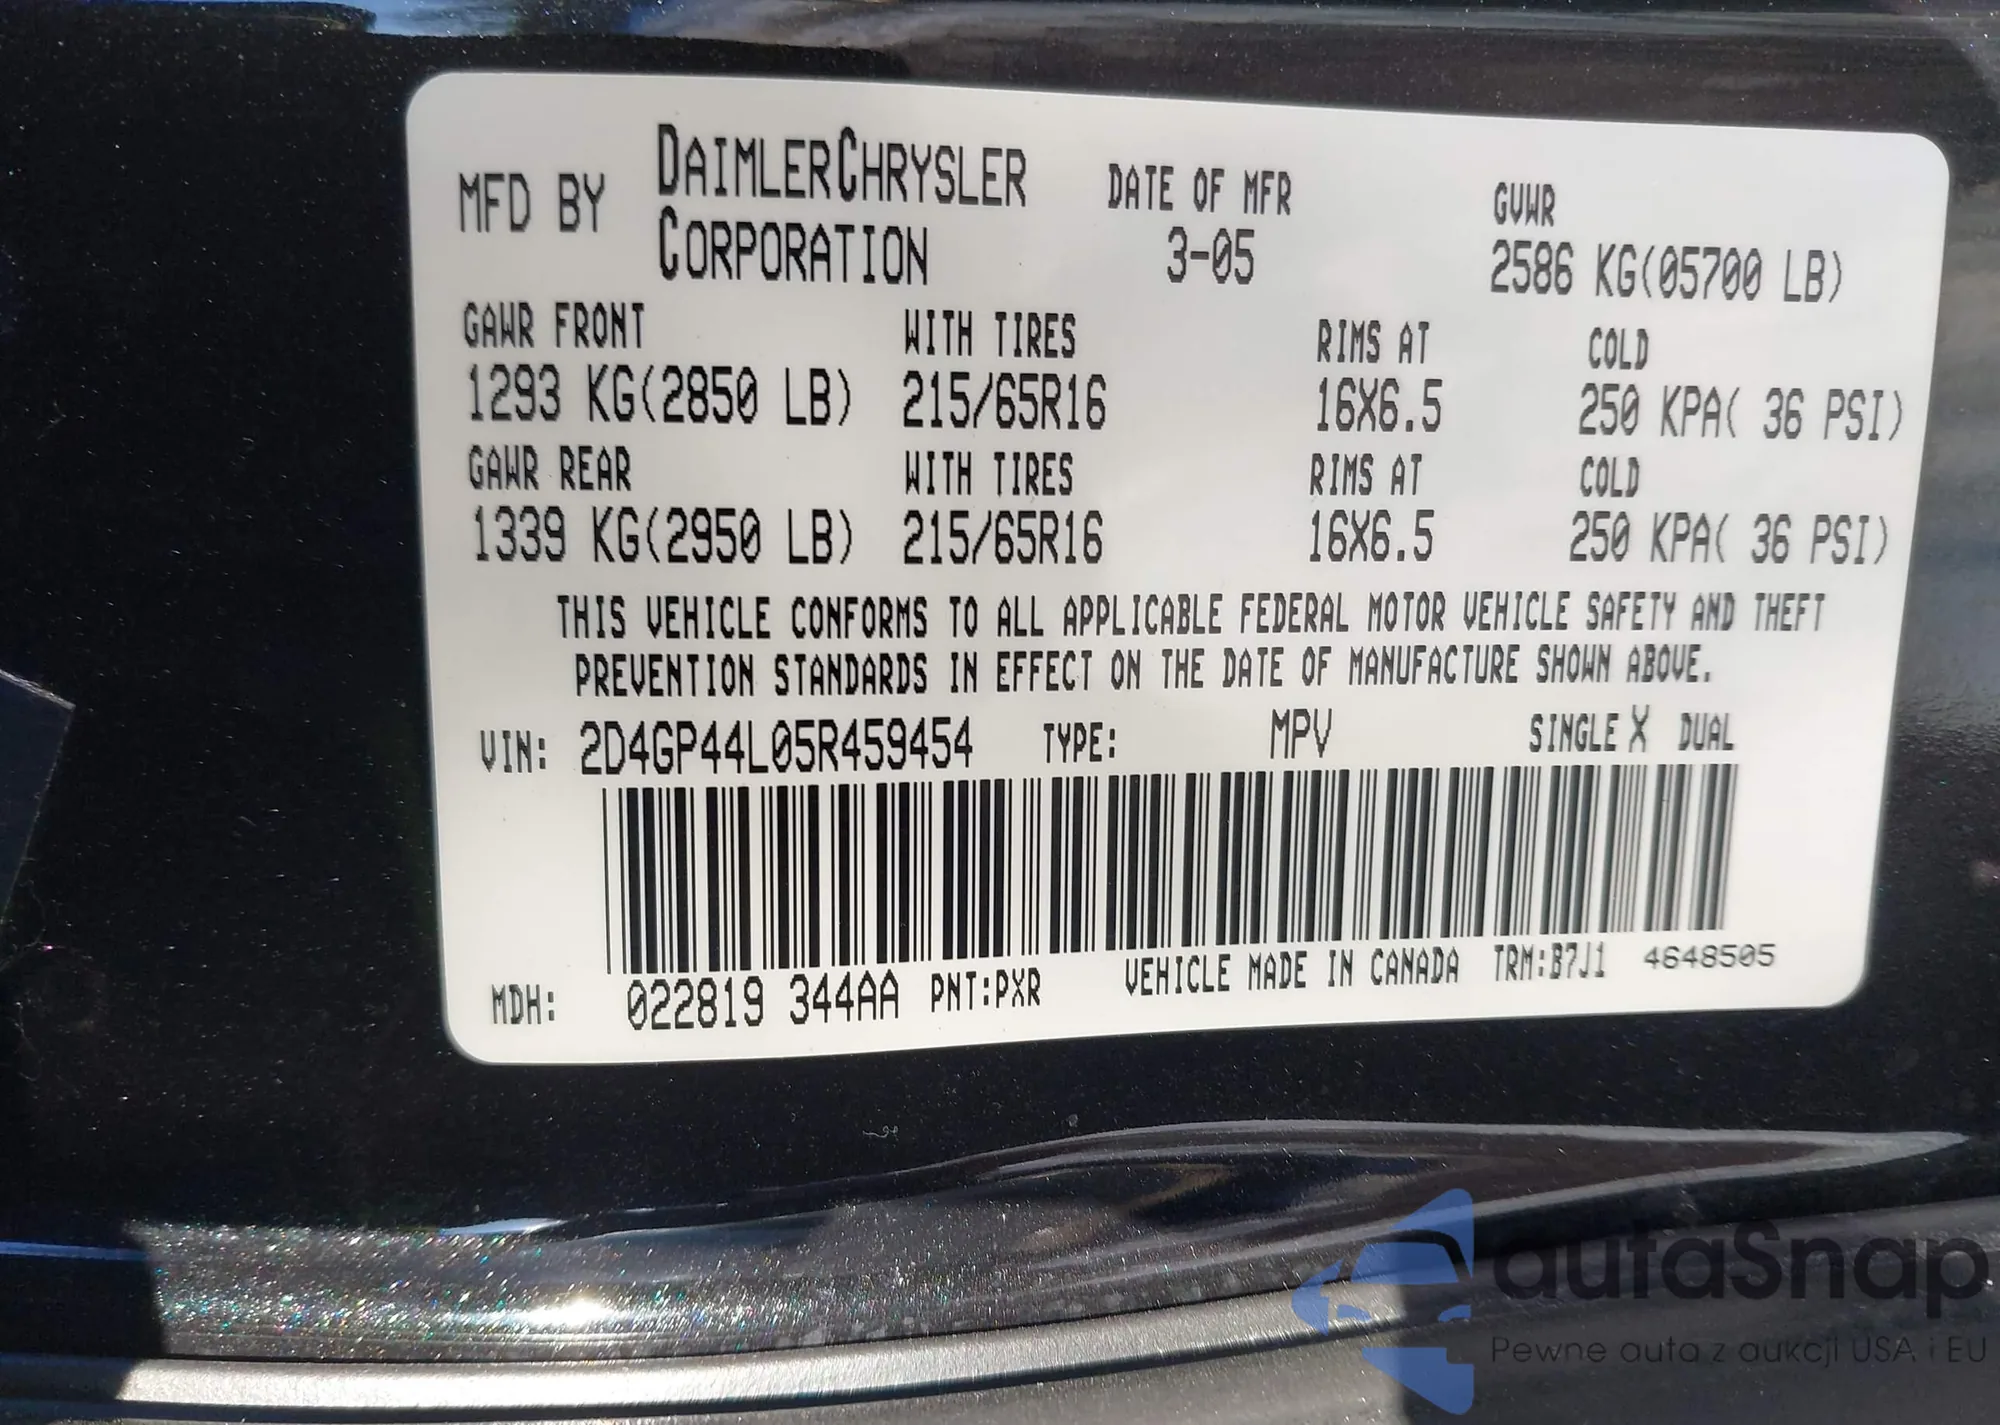 MFD BY DAIMLERCHRYSLER CORPORATION DATE OF MFR 3-05 GVWR 2586 KG(05700 LB)
GAWR FRONT WITH TIRES RIMS AT COLD
1293 KG(2850 LB) 215/65R16 16X6.5 250 KPA( 36 PSI)
GAWR REAR WITH TIRES RIMS AT COLD
1339 KG(2950 LB) 215/65R16 16X6.5 250 KPA( 36 PSI)
THIS VEHICLE CONFORMS TO ALL APPLICABLE FEDERAL MOTOR VEHICLE SAFETY AND THEFT
PREVENTION STANDARDS IN EFFECT ON THE DATE OF MANUFACTURE SHOWN ABOVE.
VIN: 2D4GP44L05R459454 TYPE: MPV SINGLE X DUAL
MDH: 022819 344AA PNT:PXR VEHICLE MADE IN CANADA TRM:B7J1 4648505
autaSnap
Pewne auta z aukcji USA i EU